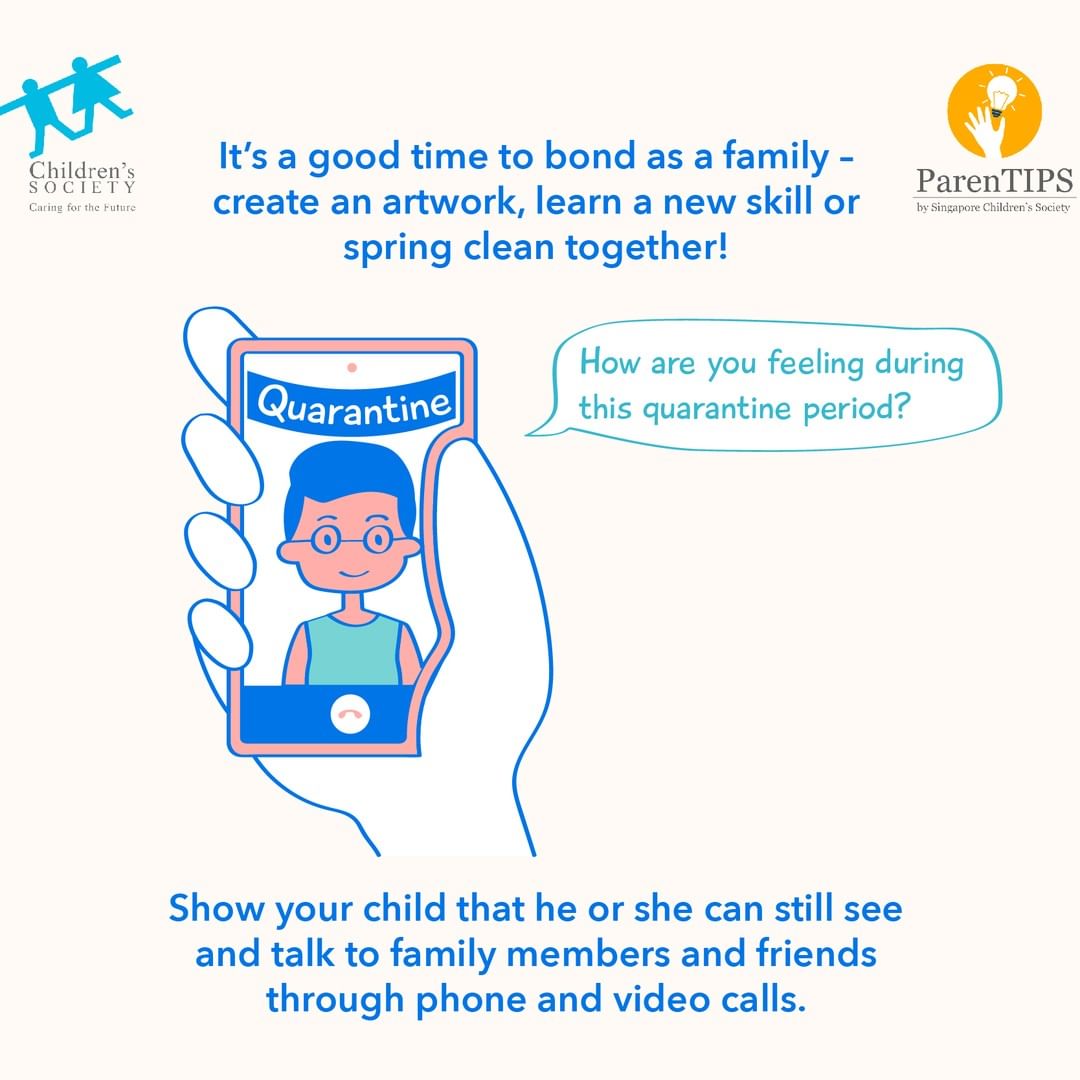 Children's
SOCIETY
Caring for the Future
ParenTIPS
by Singapore Children's Society
It's a good time to bond as a family –
create an artwork, learn a new skill or
spring clean together!
Quarantine
How are you feeling during
this quarantine period?
Show your child that he or she can still see
and talk to family members and friends
through phone and video calls.